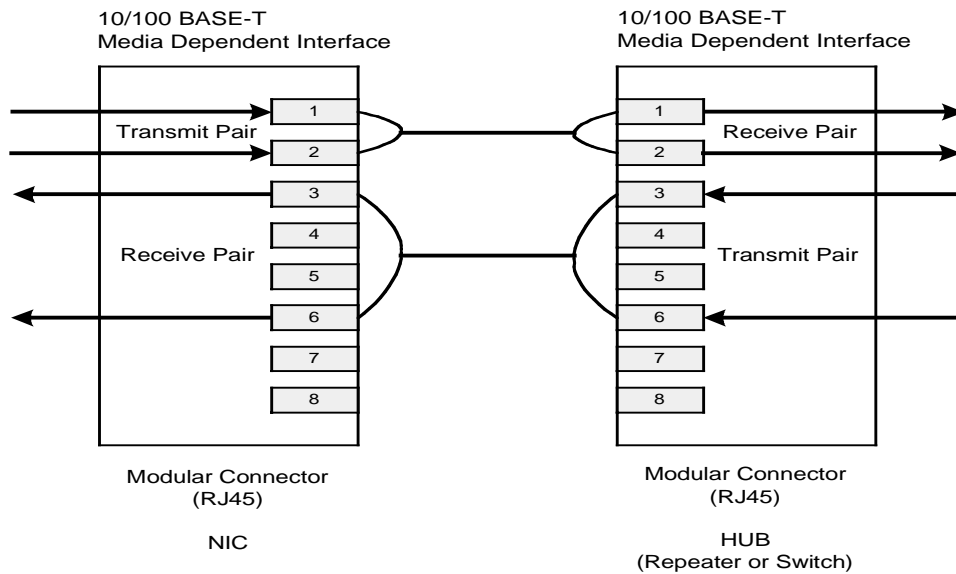 10/100 BASE-T
Media Dependent Interface
10/100 BASE-T
Media Dependent Interface
1
Transmit Pair
2
3
4
Receive Pair
5
6
7
8
1
Receive Pair
2
3
4
Transmit Pair
5
6
7
8
Modular Connector
(RJ45)
NIC
Modular Connector
(RJ45)
HUB
(Repeater or Switch)